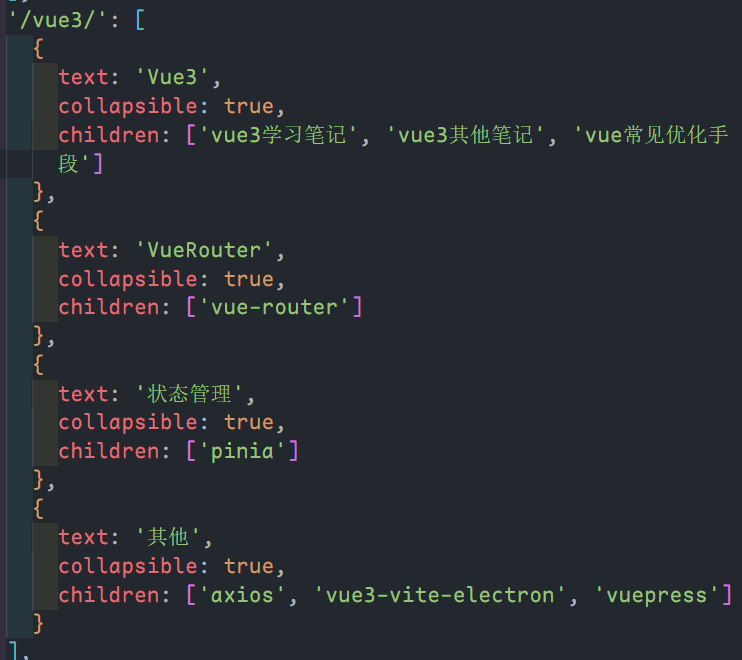 '/vue3/': [
{
text: 'Vue3',
collapsible: true,
children: ['vue3学习笔记', 'vue3其他笔记', 'vue常见优化手
段']
},
{
text: 'VueRouter',
collapsible: true,
children: ['vue-router']
},
{
text: '状态管理',
collapsible: true,
children: ['pinia']
},
{
text: '其他',
collapsible: true,
children: ['axios', 'vue3-vite-electron', 'vuepress']
}
],